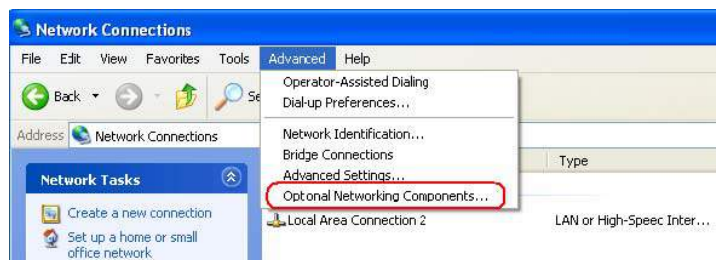 Network Connections
File Edit View Favorites Tools Advanced Help
Back Se
Operator-Assisted Dialing
Dial-up Preferences...
Address Network Connections
Network Identification...
Bridge Connections
Advanced Settings...
Optional Networking Components...
Type
Network Tasks
Create a new connection
Set up a home or small
office network
Local Area Connection 2
LAN or High-Speec Inter...